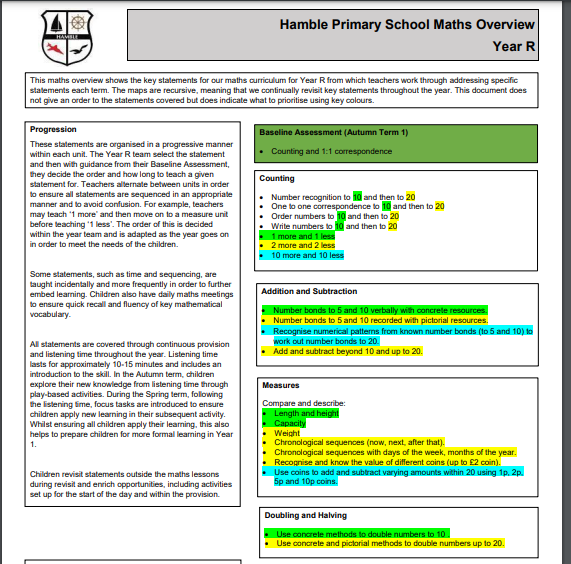 HAMBLE
Hamble Primary School Maths Overview
Year R
This maths overview shows the key statements for our maths curriculum for Year R from which teachers work through addressing specific
statements each term. The maps are recursive, meaning that we continually revisit key statements throughout the year. This document does
not give an order to the statements covered but does indicate what to prioritise using key colours.
Progression
These statements are organised in a progressive manner
within each unit. The Year R team select the statement
and then with guidance from their Baseline Assessment,
they decide the order and how long to teach a given
statement for. Teachers alternate between units in order
to ensure all statements are sequenced in an appropriate
manner and to avoid confusion. For example, teachers
may teach '1 more' and then move on to a measure unit
before teaching '1 less'. The order of this is decided
within the year team and is adapted as the year goes on
in order to meet the needs of the children.
Some statements, such as time and sequencing, are
taught incidentally and more frequently in order to further
embed learning. Children also have daily maths meetings
to ensure quick recall and fluency of key mathematical
vocabulary.
All statements are covered through continuous provision
and listening time throughout the year. Listening time
lasts for approximately 10-15 minutes and includes an
introduction to the skill. In the Autumn term, children
explore their new knowledge from listening time through
play-based activities. During the Spring term, following
the listening time, focus tasks are introduced to ensure
children apply new learning in their subsequent activity.
Whilst ensuring all children apply their learning, this also
helps to prepare children for more formal learning in Year
1.
Children revisit statements outside the maths lessons
during revisit and enrich opportunities, including activities
set up for the start of the day and within the provision.
Baseline Assessment (Autumn Term 1)
• Counting and 1:1 correspondence
Counting
• Number recognition to 10 and then to 20
• One to one correspondence to 10 and then to 20
• Order numbers to 10 and then to 20
• Write numbers to 10 and then to 20
• 1 more and 1 less
• 2 more and 2 less
• 10 more and 10 less
Addition and Subtraction
• Number bonds to 5 and 10 verbally with concrete resources.
• Number bonds to 5 and 10 recorded with pictorial resources.
• Recognise numerical patterns from known number bonds (to 5 and 10) to
work out number bonds to 20.
• Add and subtract beyond 10 and up to 20.
Measures
Compare and describe:
• Length and height
• Capacity
• Weight
• Chronological sequences (now, next, after that).
• Chronological sequences with days of the week, months of the year.
• Recognise and know the value of different coins (up to £2 coin).
• Use coins to add and subtract varying amounts within 20 using 1p, 2p,
5p and 10p coins.
Doubling and Halving
• Use concrete methods to double numbers to 10 .
• Use concrete and pictorial methods to double numbers up to 20.